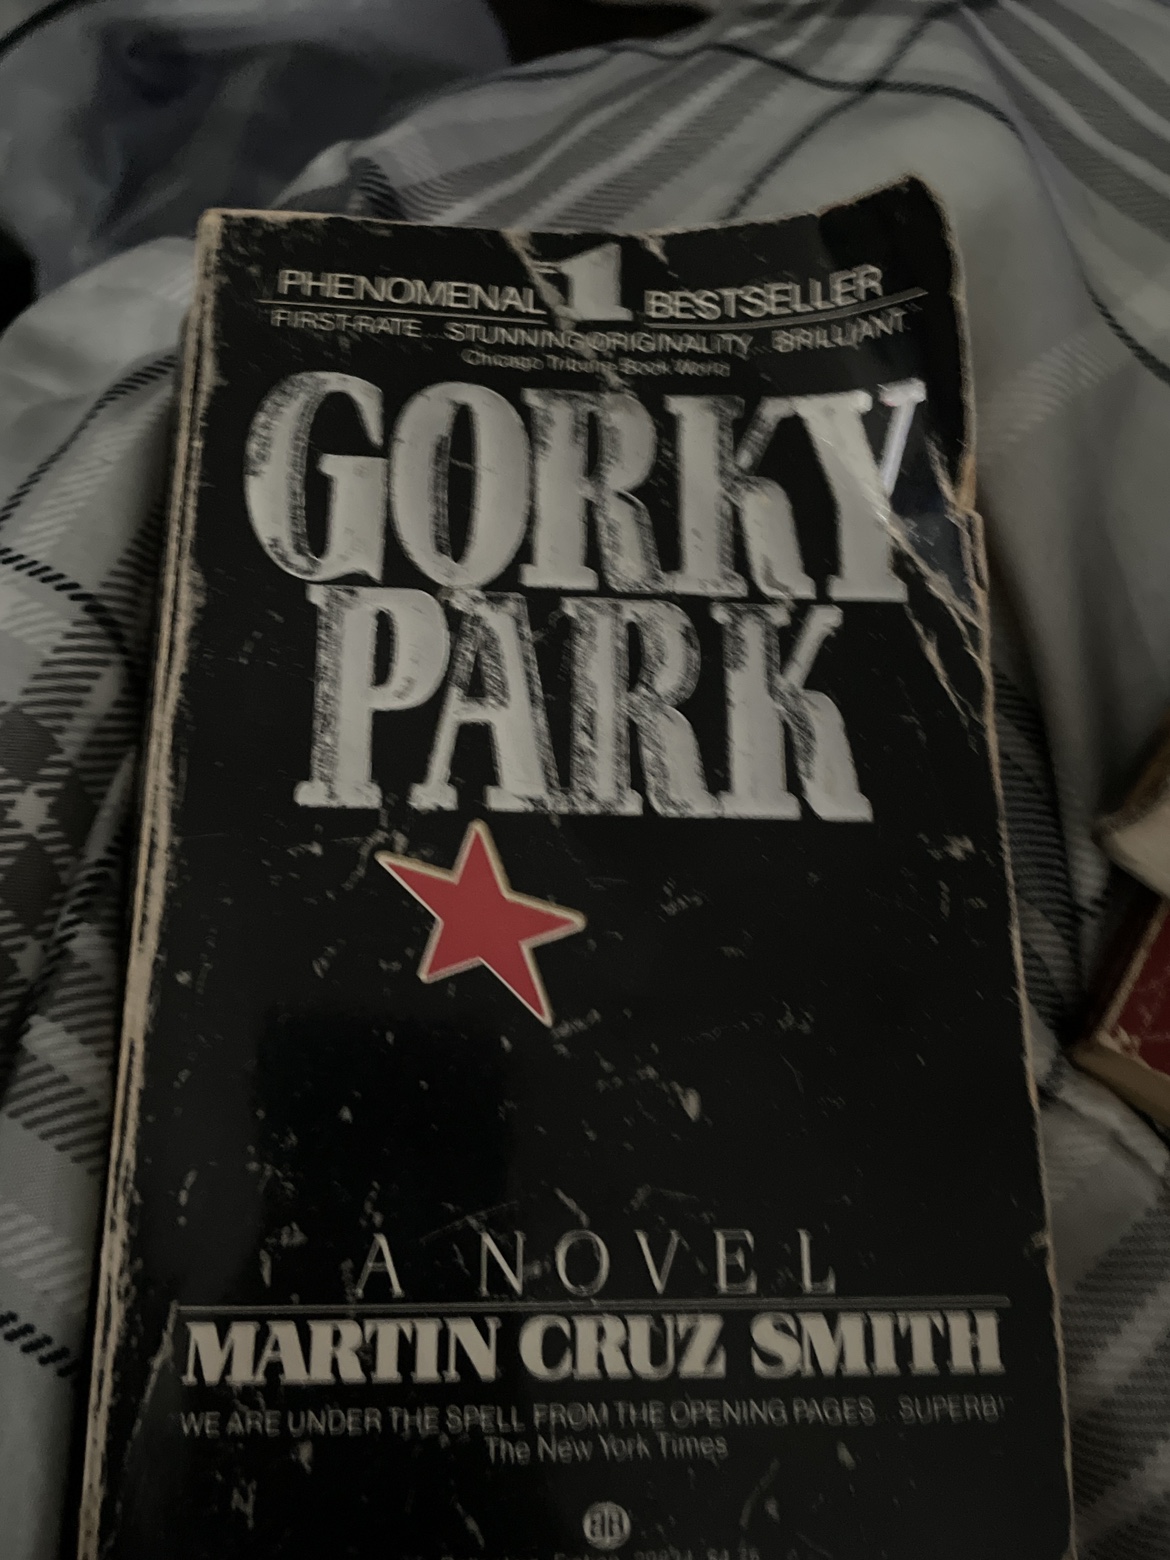 PHENOMENAL #1 BESTSELLER
"FIRST-RATE...STUNNING ORIGINALITY...BRILLIANT."
Chicago Tribune Book World
GORKY
PARK
A NOVEL
MARTIN CRUZ SMITH
"WE ARE UNDER THE SPELL FROM THE OPENING PAGES...SUPERB!"
The New York Times
BB